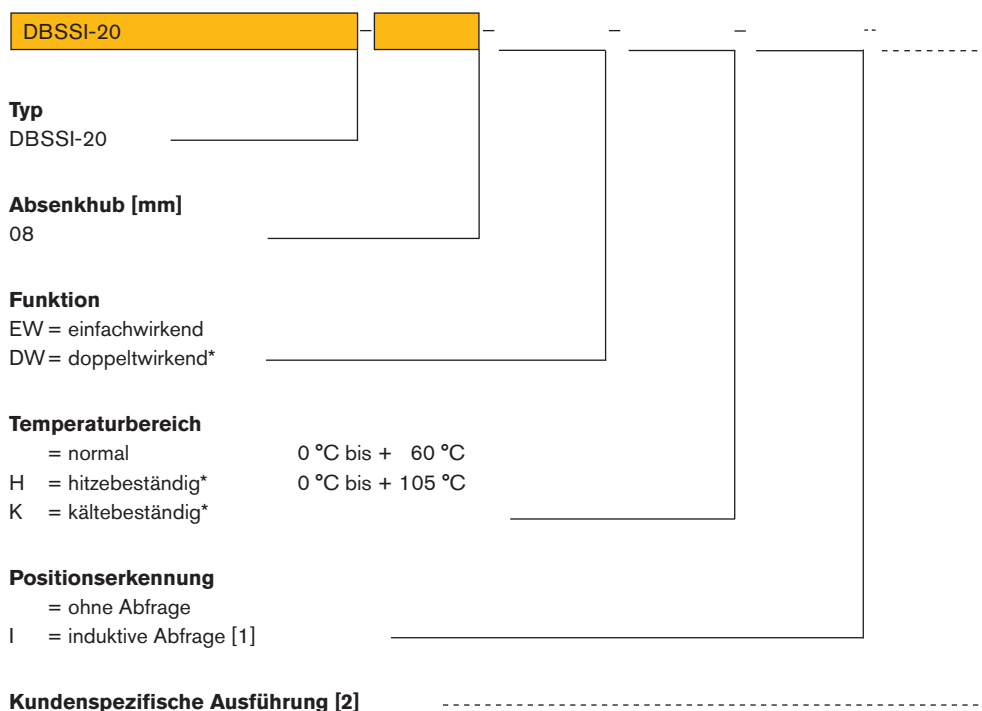 DBSSI-20 – – – – --
Typ
DBSSI-20
Absenkhub [mm]
08
Funktion
EW = einfachwirkend
DW = doppeltwirkend*
Temperaturbereich
= normal 0 °C bis + 60 °C
H = hitzebeständig* 0 °C bis + 105 °C
K = kältebeständig*
Positionserkennung
= ohne Abfrage
I = induktive Abfrage [1]
Kundenspezifische Ausführung [2]